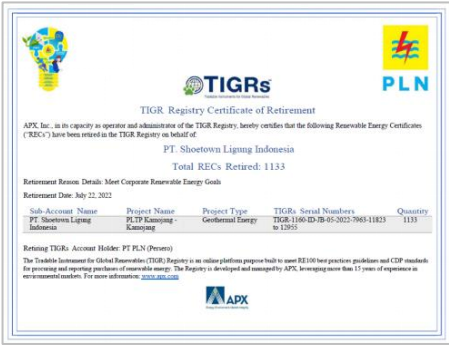 TIGRs
Tradable Instruments for Global Renewables
PLN
TIGR Registry Certificate of Retirement
APX, Inc., in its capacity as operator and administrator of the TIGR Registry, hereby certifies that the following Renewable Energy Certificates
("RECs") have been retired in the TIGR Registry on behalf of:
PT. Shoetown Ligung Indonesia
Total RECs Retired: 1133
Retirement Reason Details: Meet Corporate Renewable Energy Goals
Retirement Date: July 22, 2022
Sub-Account Name Project Name Project Type TIGRs Serial Numbers Quantity
PT. Shoetown Ligung PLTP Kamojang - Geothermal Energy TIGR-1160-ID-JB-05-2022-7963-11823 1133
Indonesia Kamojang to 12955
Retiring TIGRs Account Holder: PT PLN (Persero)
The Tradable Instrument for Global Renewables (TIGR) Registry is an online platform purpose built to meet RE100 best practices guidelines and CDP standards
for procuring and reporting purchases of renewable energy. The Registry is developed and managed by APX, leveraging more than 15 years of experience in
environmental markets. For more information: www.apx.com
APX